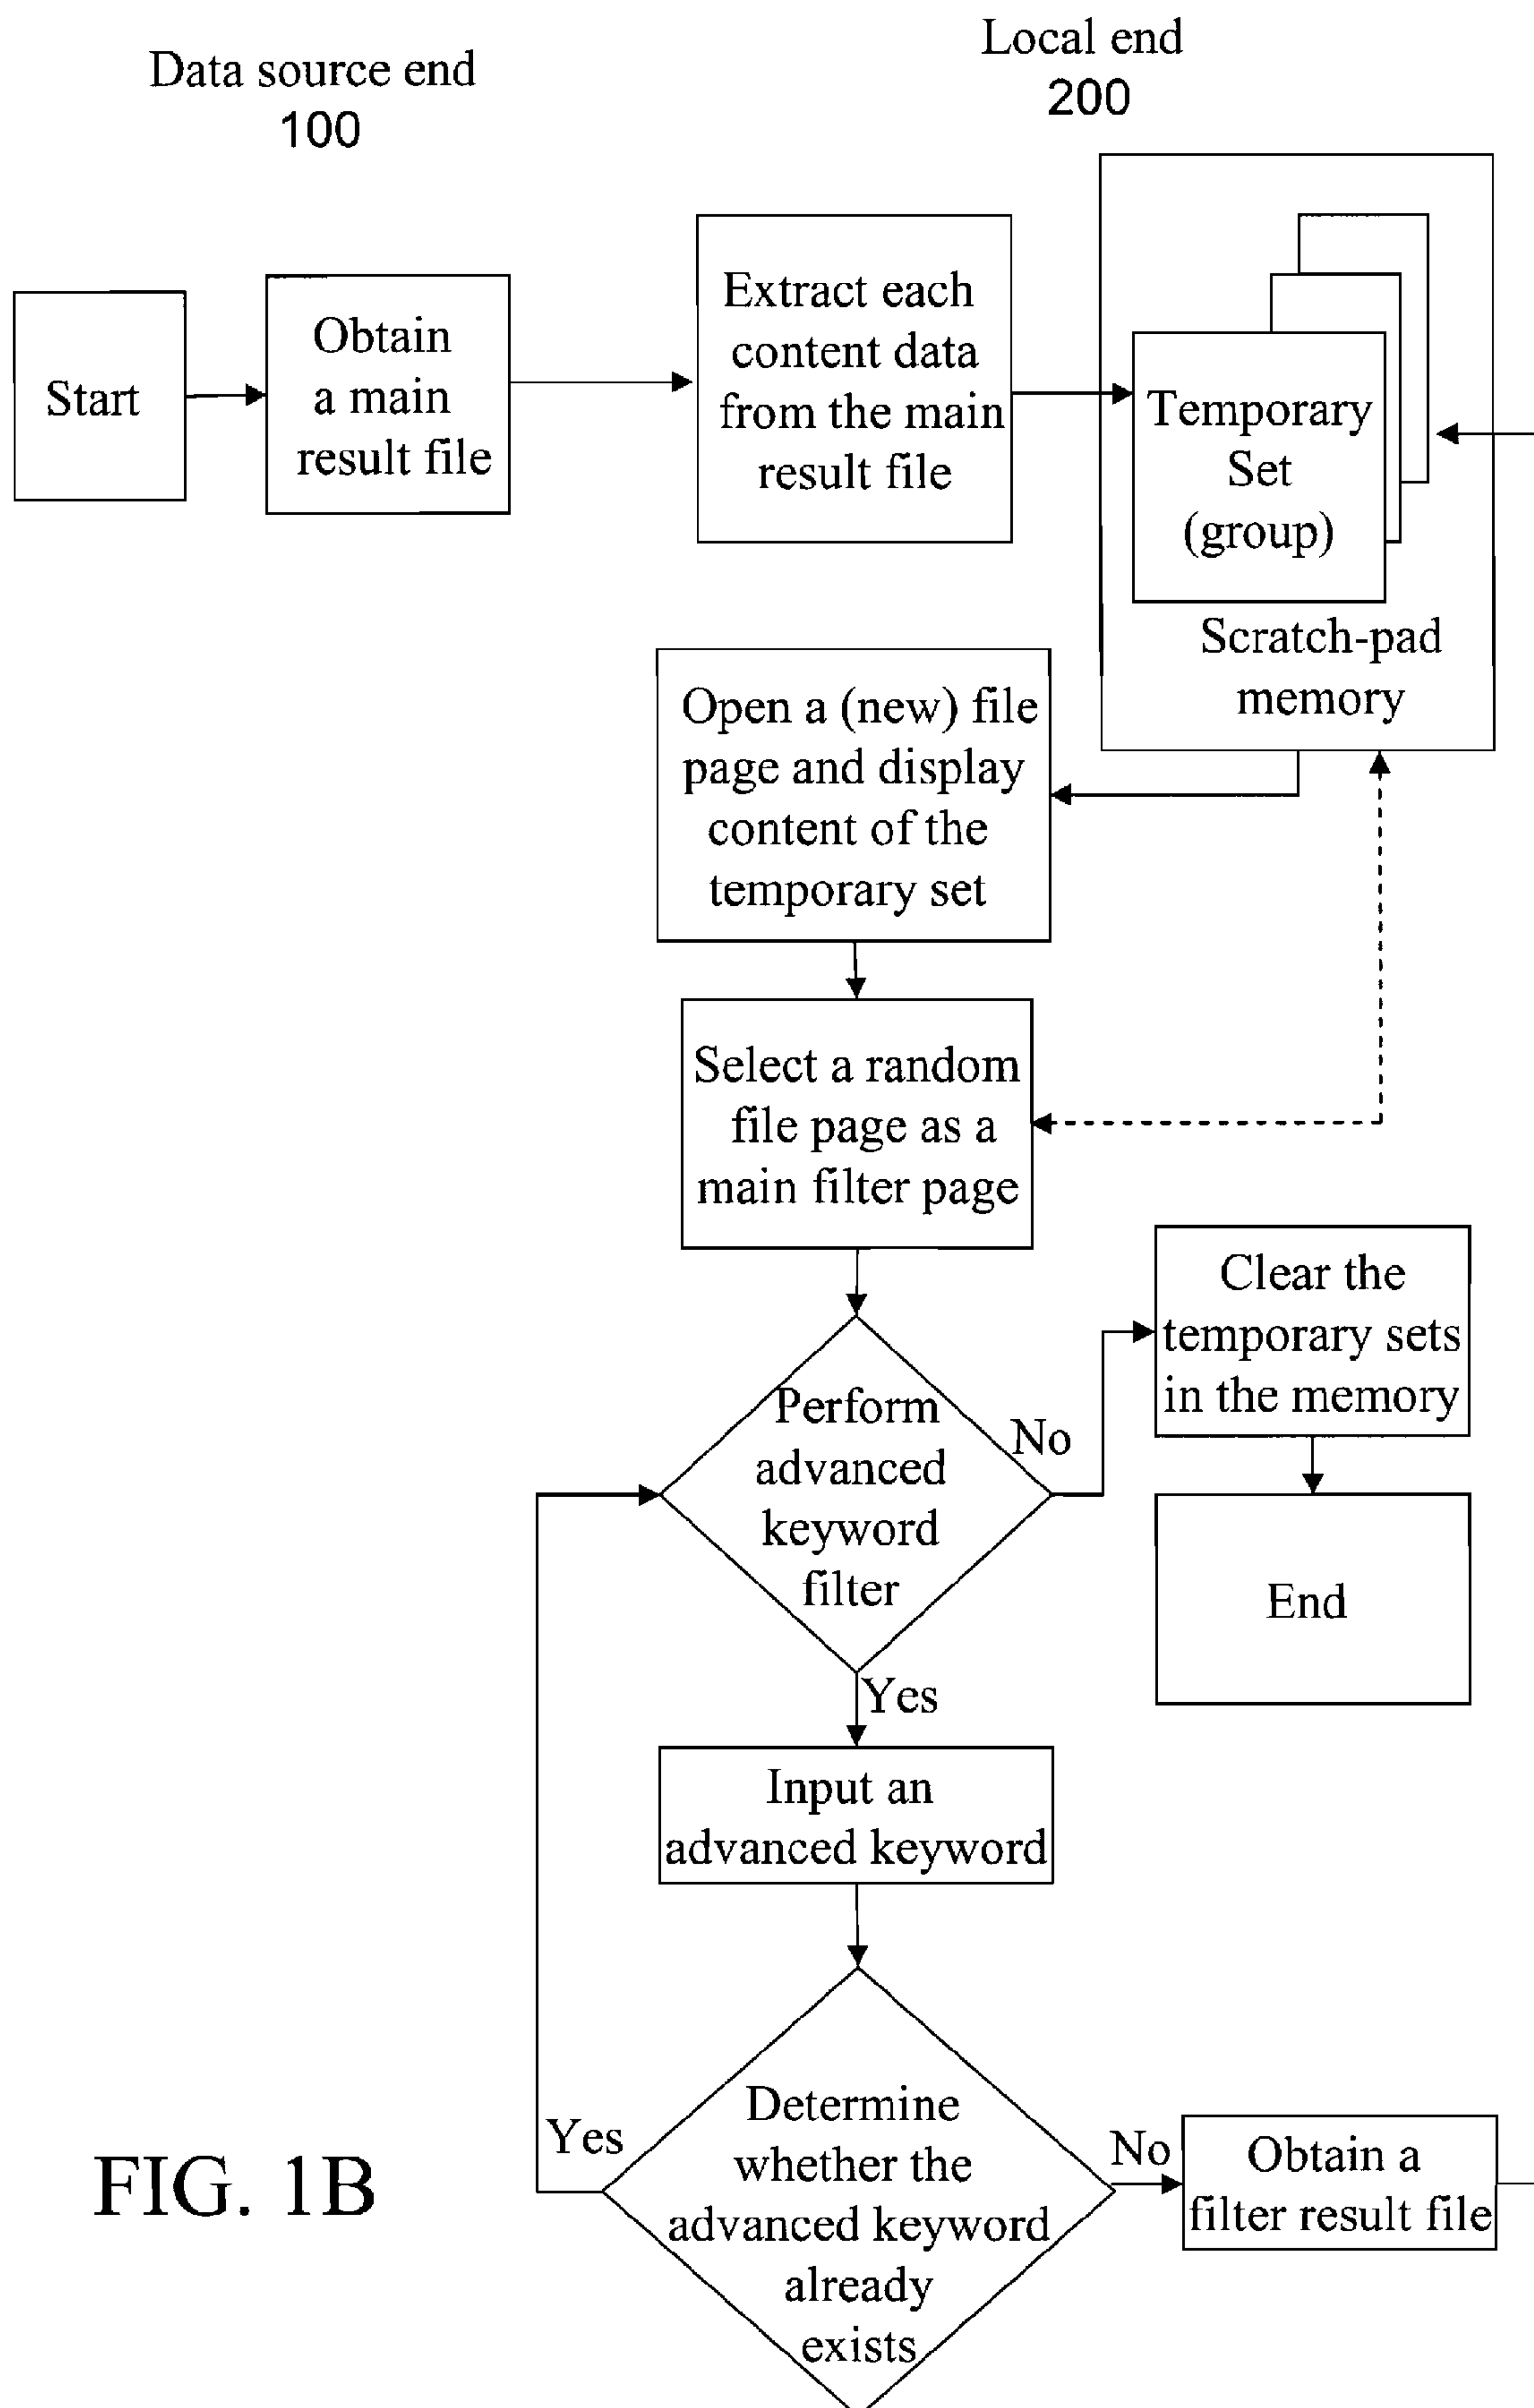 Data source end
100
Local end
200
Start
Obtain
a main
result file
Extract each
content data
from the main
result file
Temporary
Set
(group)
Scratch-pad
memory
Open a (new) file
page and display
content of the
temporary set
Select a random
file page as a
main filter page
Clear the
temporary sets
in the memory
Perform
advanced
keyword
filter
No
End
Yes
Input an
advanced keyword
Determine
whether the
advanced keyword
already
exists
Yes
No
Obtain a
filter result file
FIG. 1B